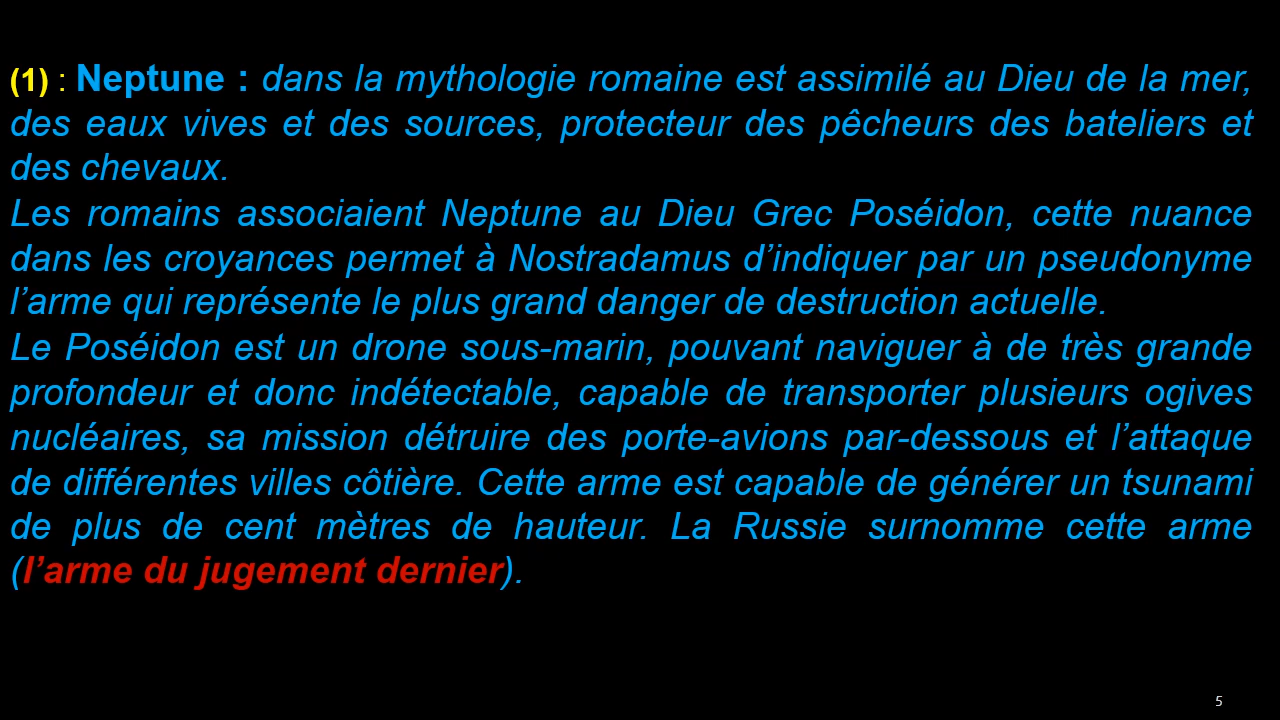 (1) : Neptune : dans la mythologie romaine est assimilé au Dieu de la mer,
des eaux vives et des sources, protecteur des pêcheurs des bateliers et
des chevaux.
Les romains associaient Neptune au Dieu Grec Poséidon, cette nuance
dans les croyances permet à Nostradamus d’indiquer par un pseudonyme
l’arme qui représente le plus grand danger de destruction actuelle.
Le Poséidon est un drone sous-marin, pouvant naviguer à de très grande
profondeur et donc indétectable, capable de transporter plusieurs ogives
nucléaires, sa mission détruire des porte-avions par-dessous et l’attaque
de différentes villes côtière. Cette arme est capable de générer un tsunami
de plus de cent mètres de hauteur. La Russie surnomme cette arme
(l’arme du jugement dernier).
5